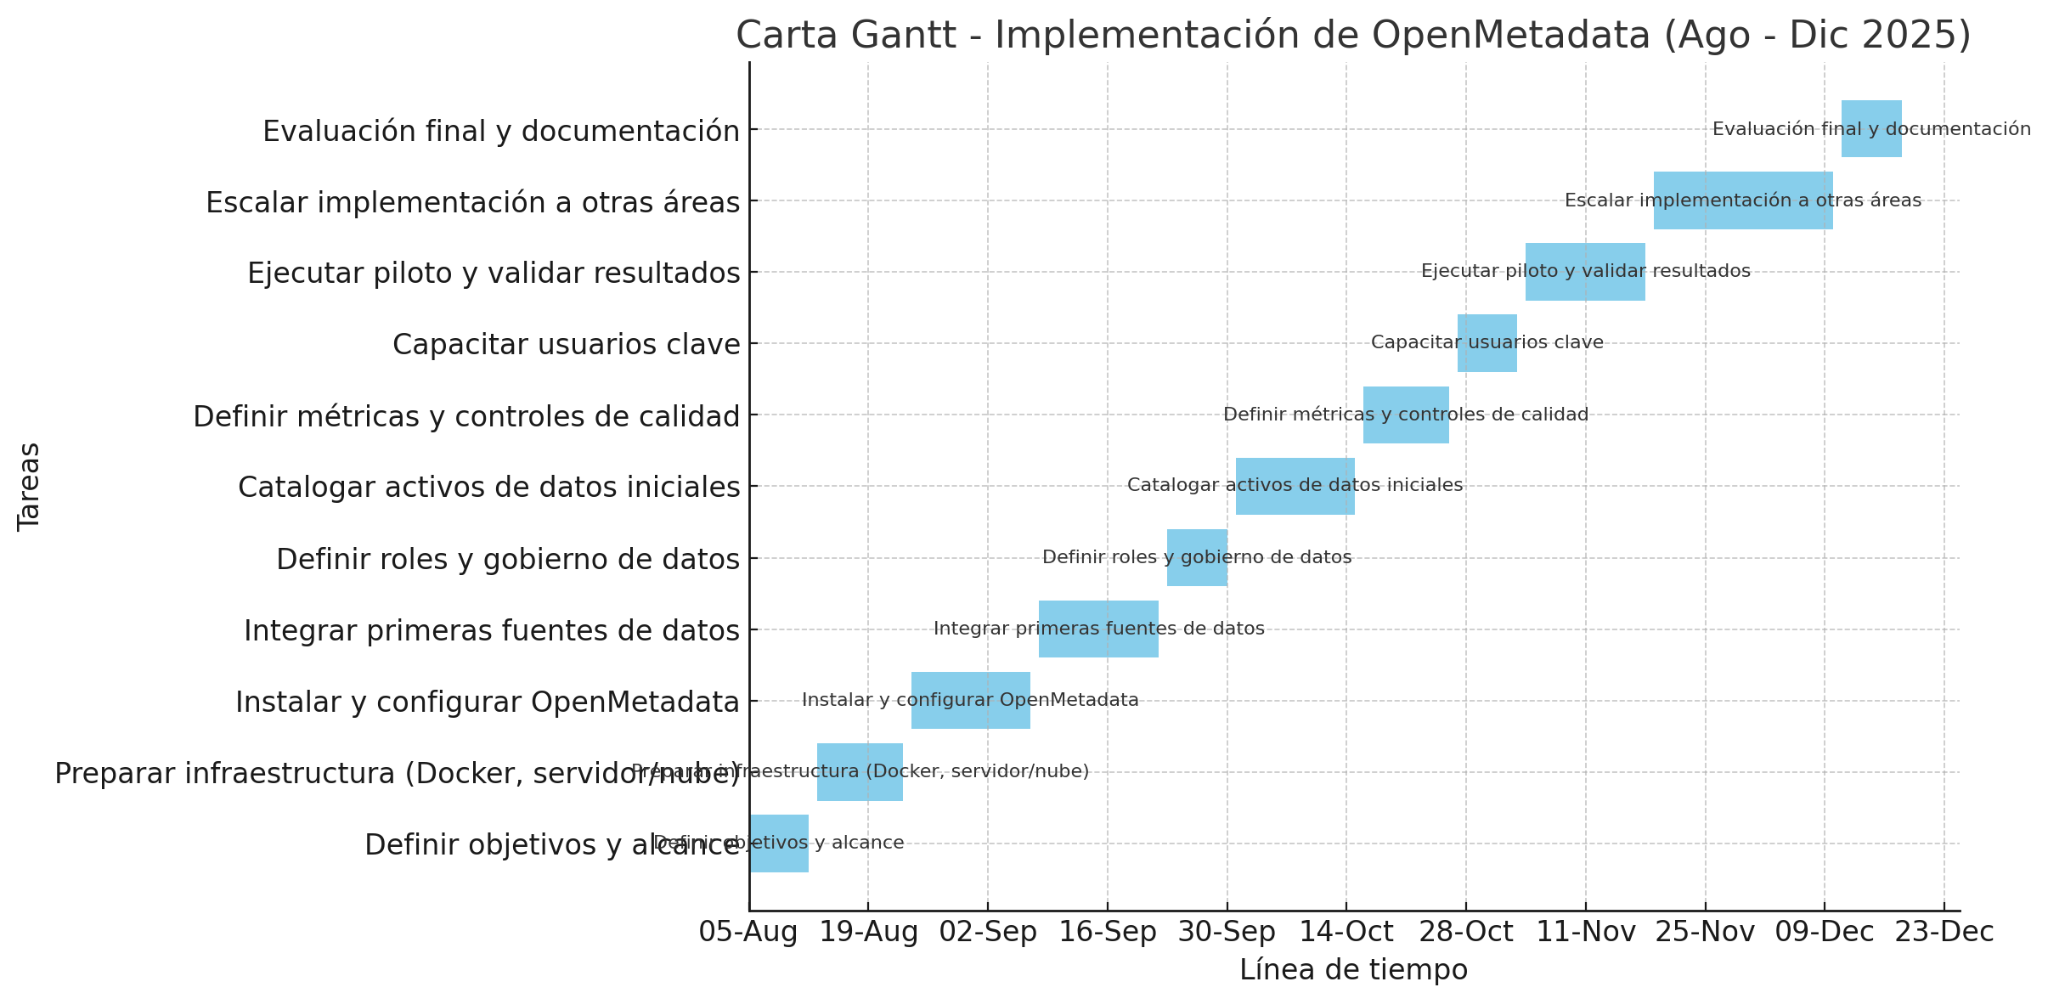 Carta Gantt - Implementación de OpenMetadata (Ago - Dic 2025)
Tareas
Evaluación final y documentación
Evaluación final y documentación
Escalar implementación a otras áreas
Escalar implementación a otras áreas
Ejecutar piloto y validar resultados
Ejecutar piloto y validar resultados
Capacitar usuarios clave
Capacitar usuarios clave
Definir métricas y controles de calidad
Definir métricas y controles de calidad
Catalogar activos de datos iniciales
Catalogar activos de datos iniciales
Definir roles y gobierno de datos
Definir roles y gobierno de datos
Integrar primeras fuentes de datos
Integrar primeras fuentes de datos
Instalar y configurar OpenMetadata
Instalar y configurar OpenMetadata
Preparar infraestructura (Docker, servidor/nube)
Preparar infraestructura (Docker, servidor/nube)
Definir objetivos y alcance
Definir objetivos y alcance
05-Aug 19-Aug 02-Sep 16-Sep 30-Sep 14-Oct 28-Oct 11-Nov 25-Nov 09-Dec 23-Dec
Línea de tiempo